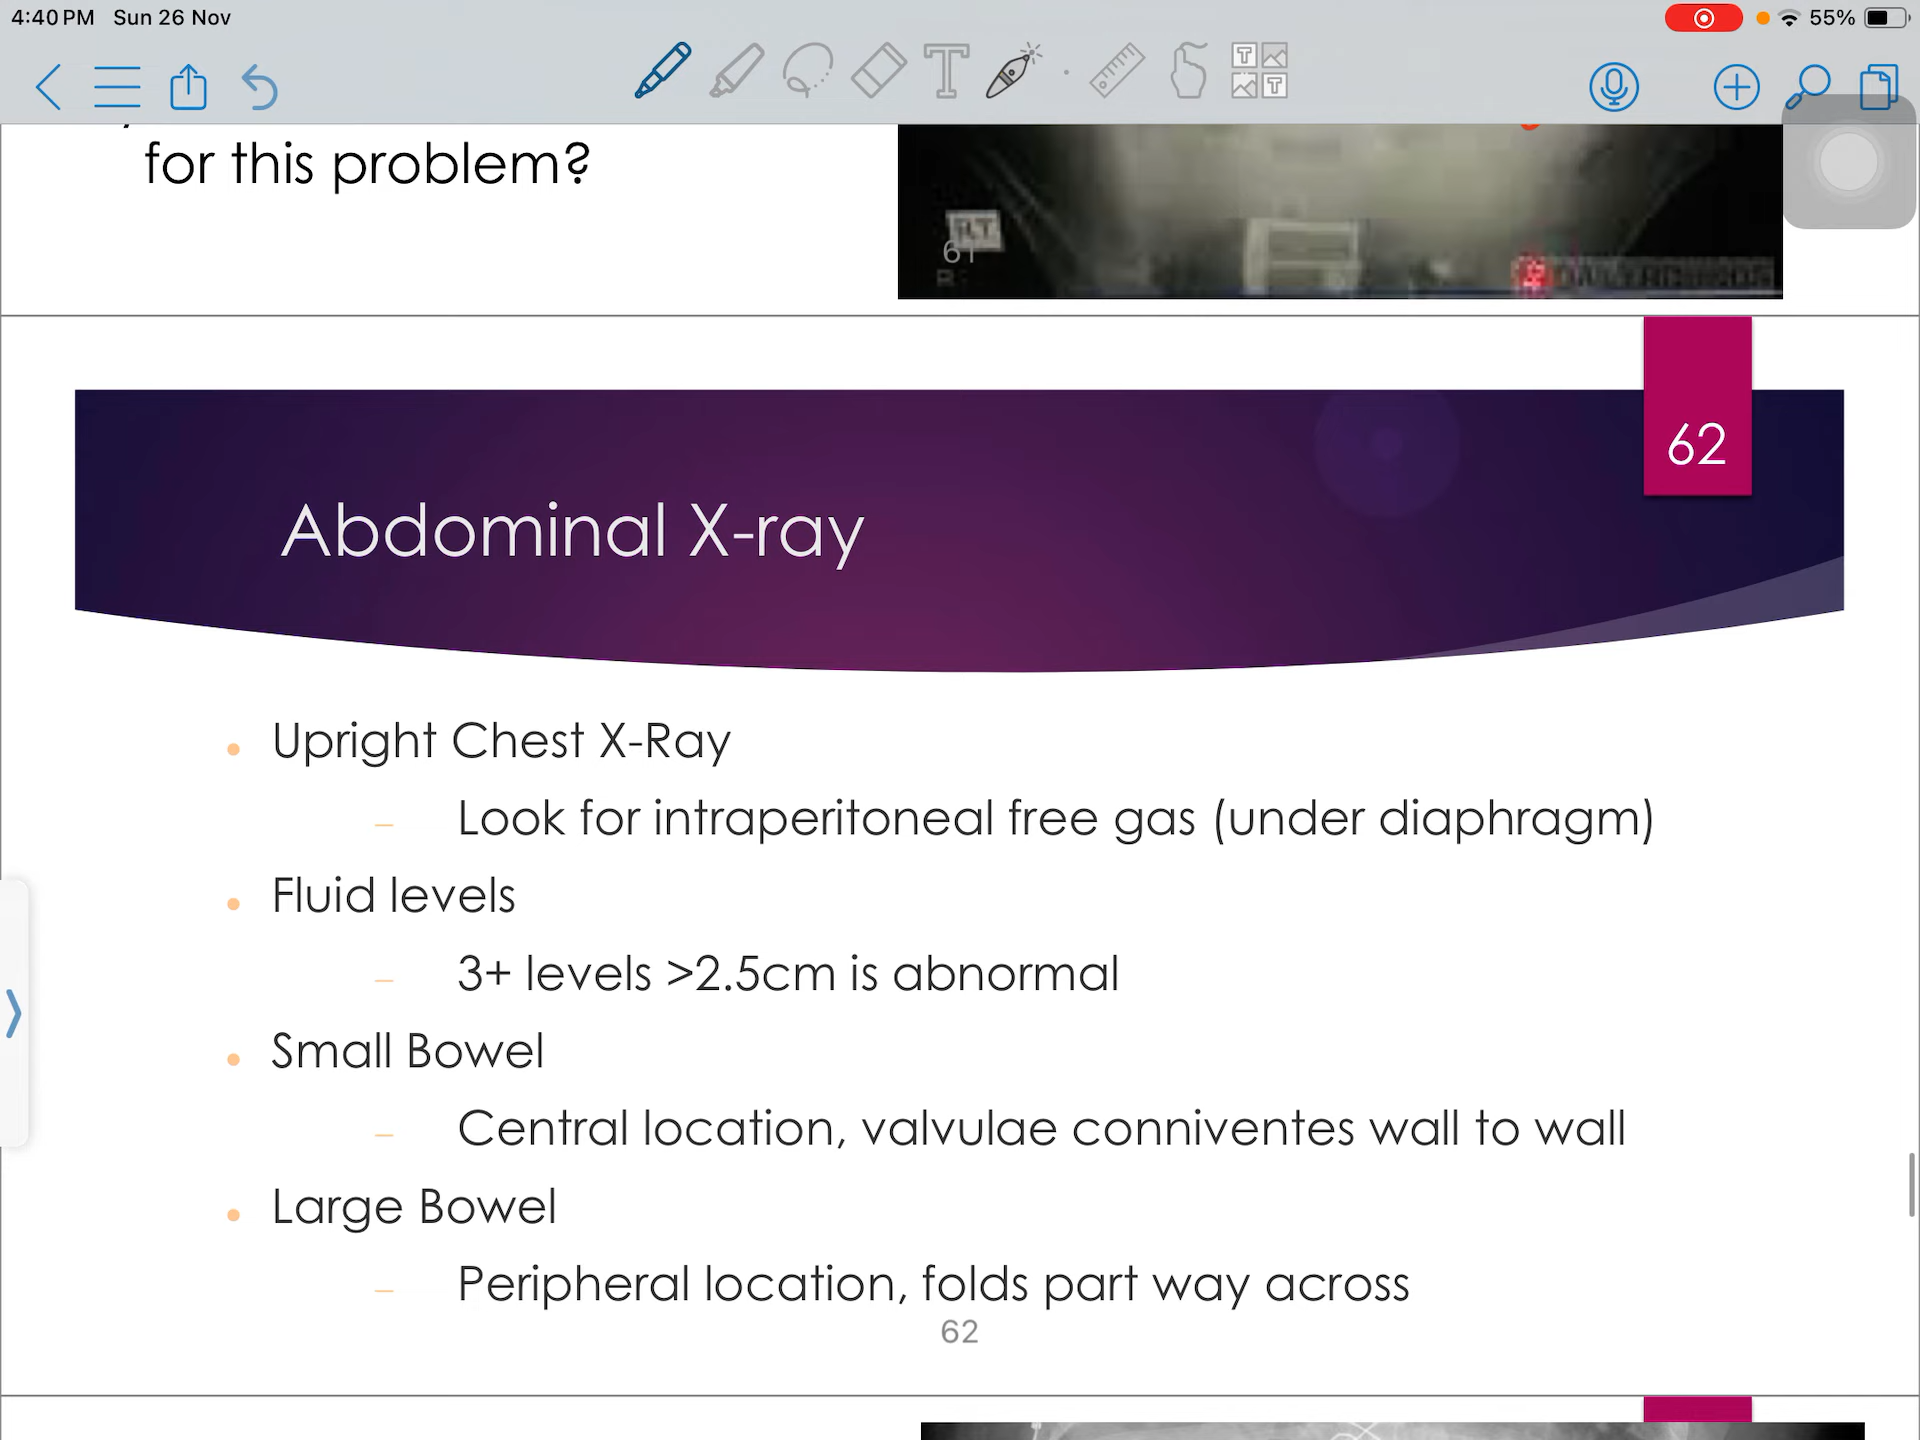 4:40 PM Sun 26 Nov
55%
for this problem?
LT
61
62
Abdominal X-ray
• Upright Chest X-Ray
– Look for intraperitoneal free gas (under diaphragm)
• Fluid levels
– 3+ levels >2.5cm is abnormal
• Small Bowel
– Central location, valvulae conniventes wall to wall
• Large Bowel
– Peripheral location, folds part way across
62